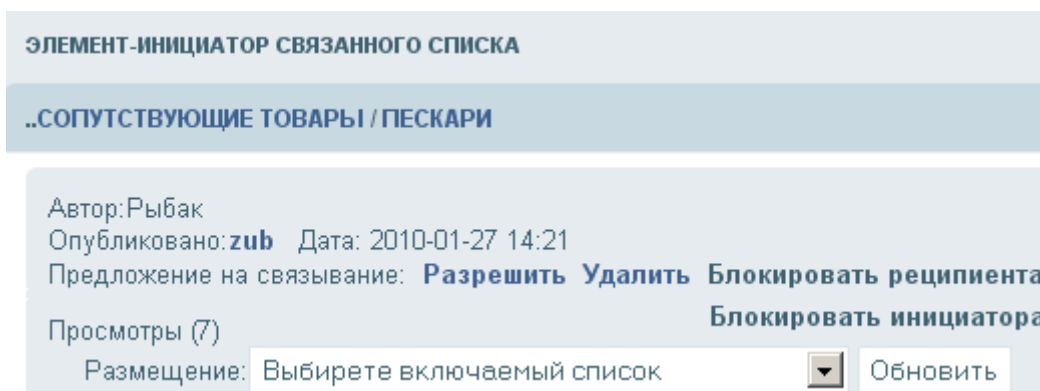 ЭЛЕМЕНТ-ИНИЦИАТОР СВЯЗАННОГО СПИСКА
..СОПУТСТВУЮЩИЕ ТОВАРЫ / ПЕСКАРИ
Автор:Рыбак
Опубликовано:zub Дата: 2010-01-27 14:21
Предложение на связывание: Разрешить Удалить Блокировать реципиента
Блокировать инициатора
Просмотры (7)
Размещение: Выбирете включаемый список Обновить